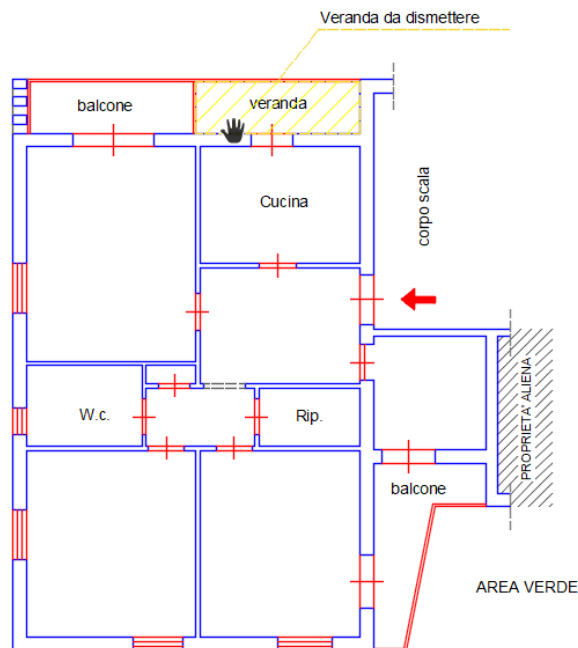 Veranda da dismettere
balcone
veranda
Cucina
corpo scala
W.c.
Rip.
PROPRIETA' ALIENA
balcone
AREA VERDE